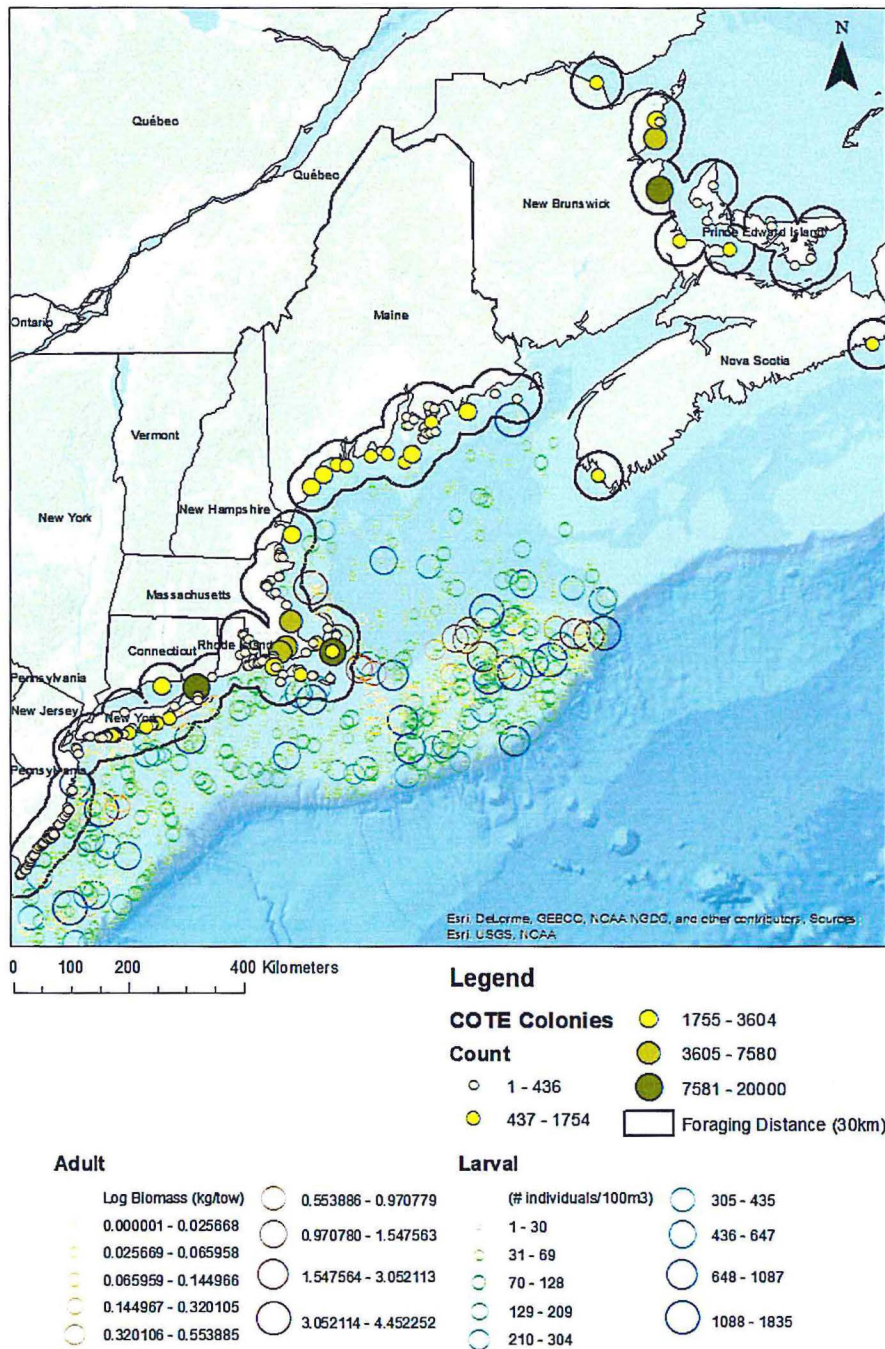 N
Québec
Québec
New Brunswick
Prince Edward Island
Ontario
Maine
Nova Scotia
Vermont
New York
New Hampshire
Massachusetts
Connecticut
Rhode Island
Pennsylvania
New Jersey
New York
Pennsylvania
Esri, DeLorme, GEBCO, NOAA NGDC, and other contributors, Sources:
Esri, USGS, NOAA
0 100 200 400 Kilometers
Legend
COTE Colonies
Count
1 - 436
437 - 1754
1755 - 3604
3605 - 7580
7581 - 20000
Foraging Distance (30km)
Adult
Log Biomass (kg/tow)
0.000001 - 0.025668
0.025669 - 0.065958
0.065959 - 0.144966
0.144967 - 0.320105
0.320106 - 0.553885
0.553886 - 0.970779
0.970780 - 1.547563
1.547564 - 3.052113
3.052114 - 4.452252
Larval
(# individuals/100m3)
1 - 30
31 - 69
70 - 128
129 - 209
210 - 304
305 - 435
436 - 647
648 - 1087
1088 - 1835